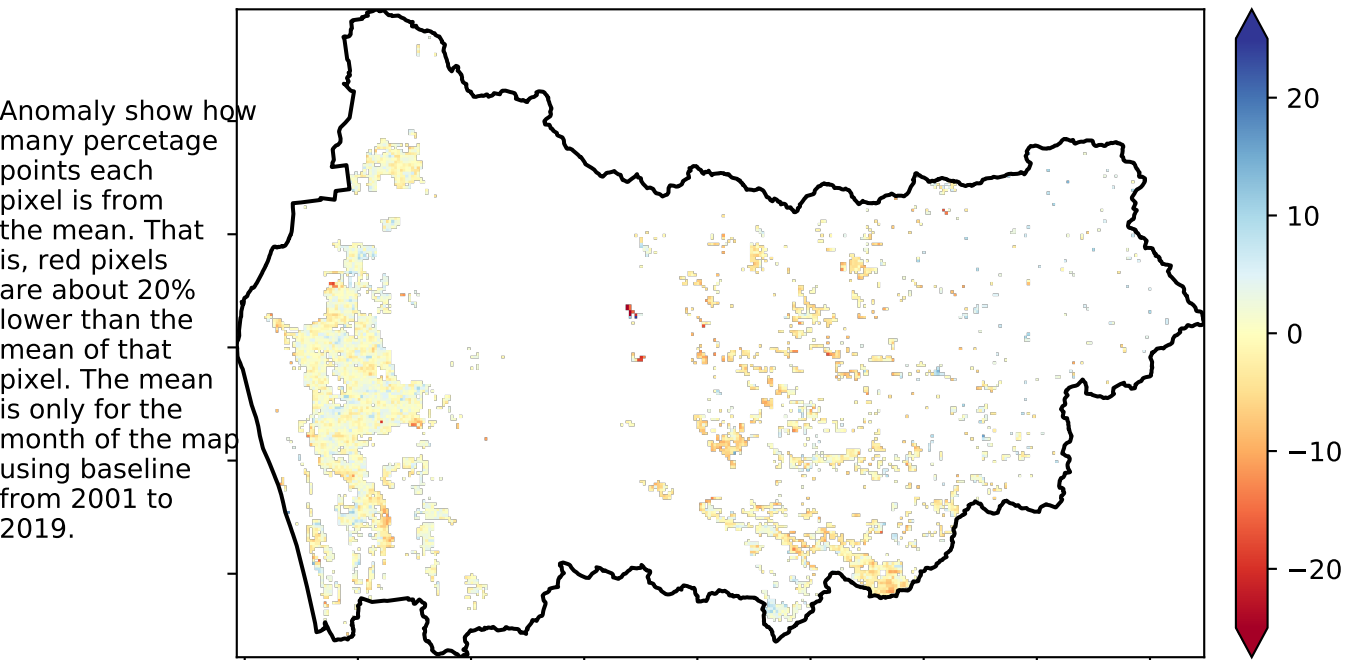 Anomaly show how
many percetage
points each
pixel is from
the mean. That
is, red pixels
are about 20%
lower than the
mean of that
pixel. The mean
is only for the
month of the map
using baseline
from 2001 to
2019.
20
10
0
−10
−20